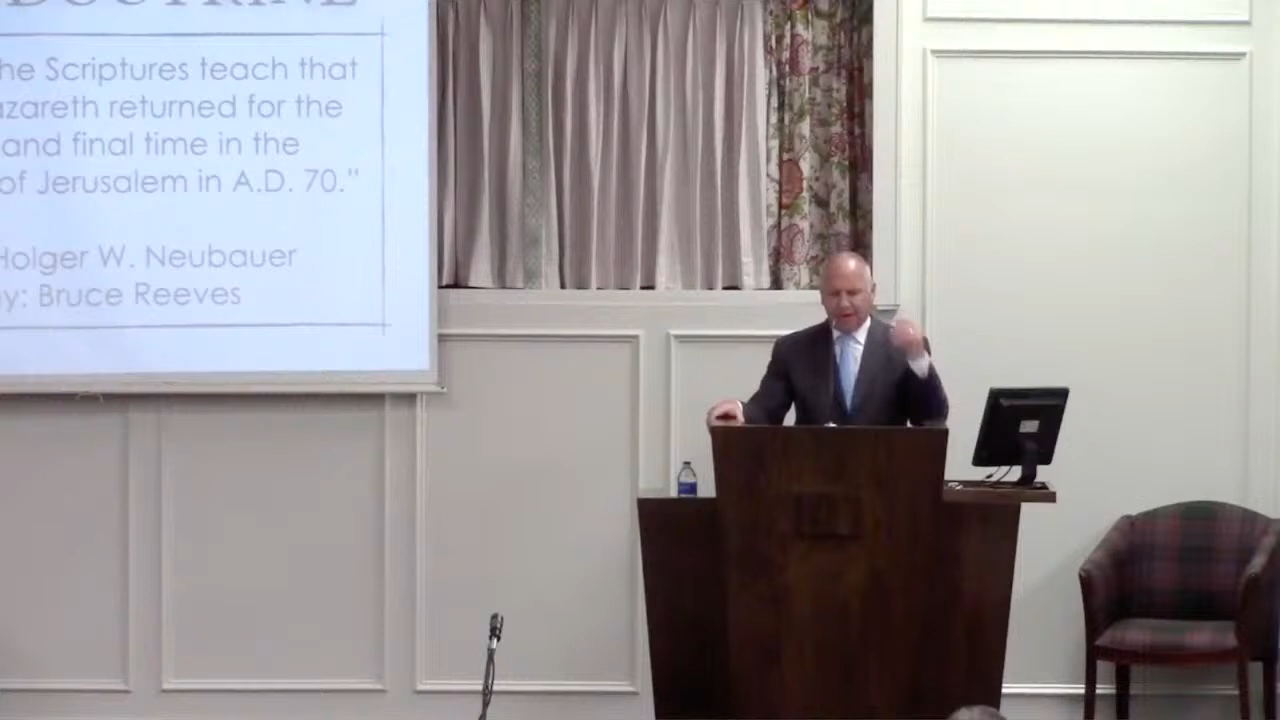 DOCTRINE
he Scriptures teach that
azareth returned for the
and final time in the
of Jerusalem in A.D. 70."
Holger W. Neubauer
y: Bruce Reeves